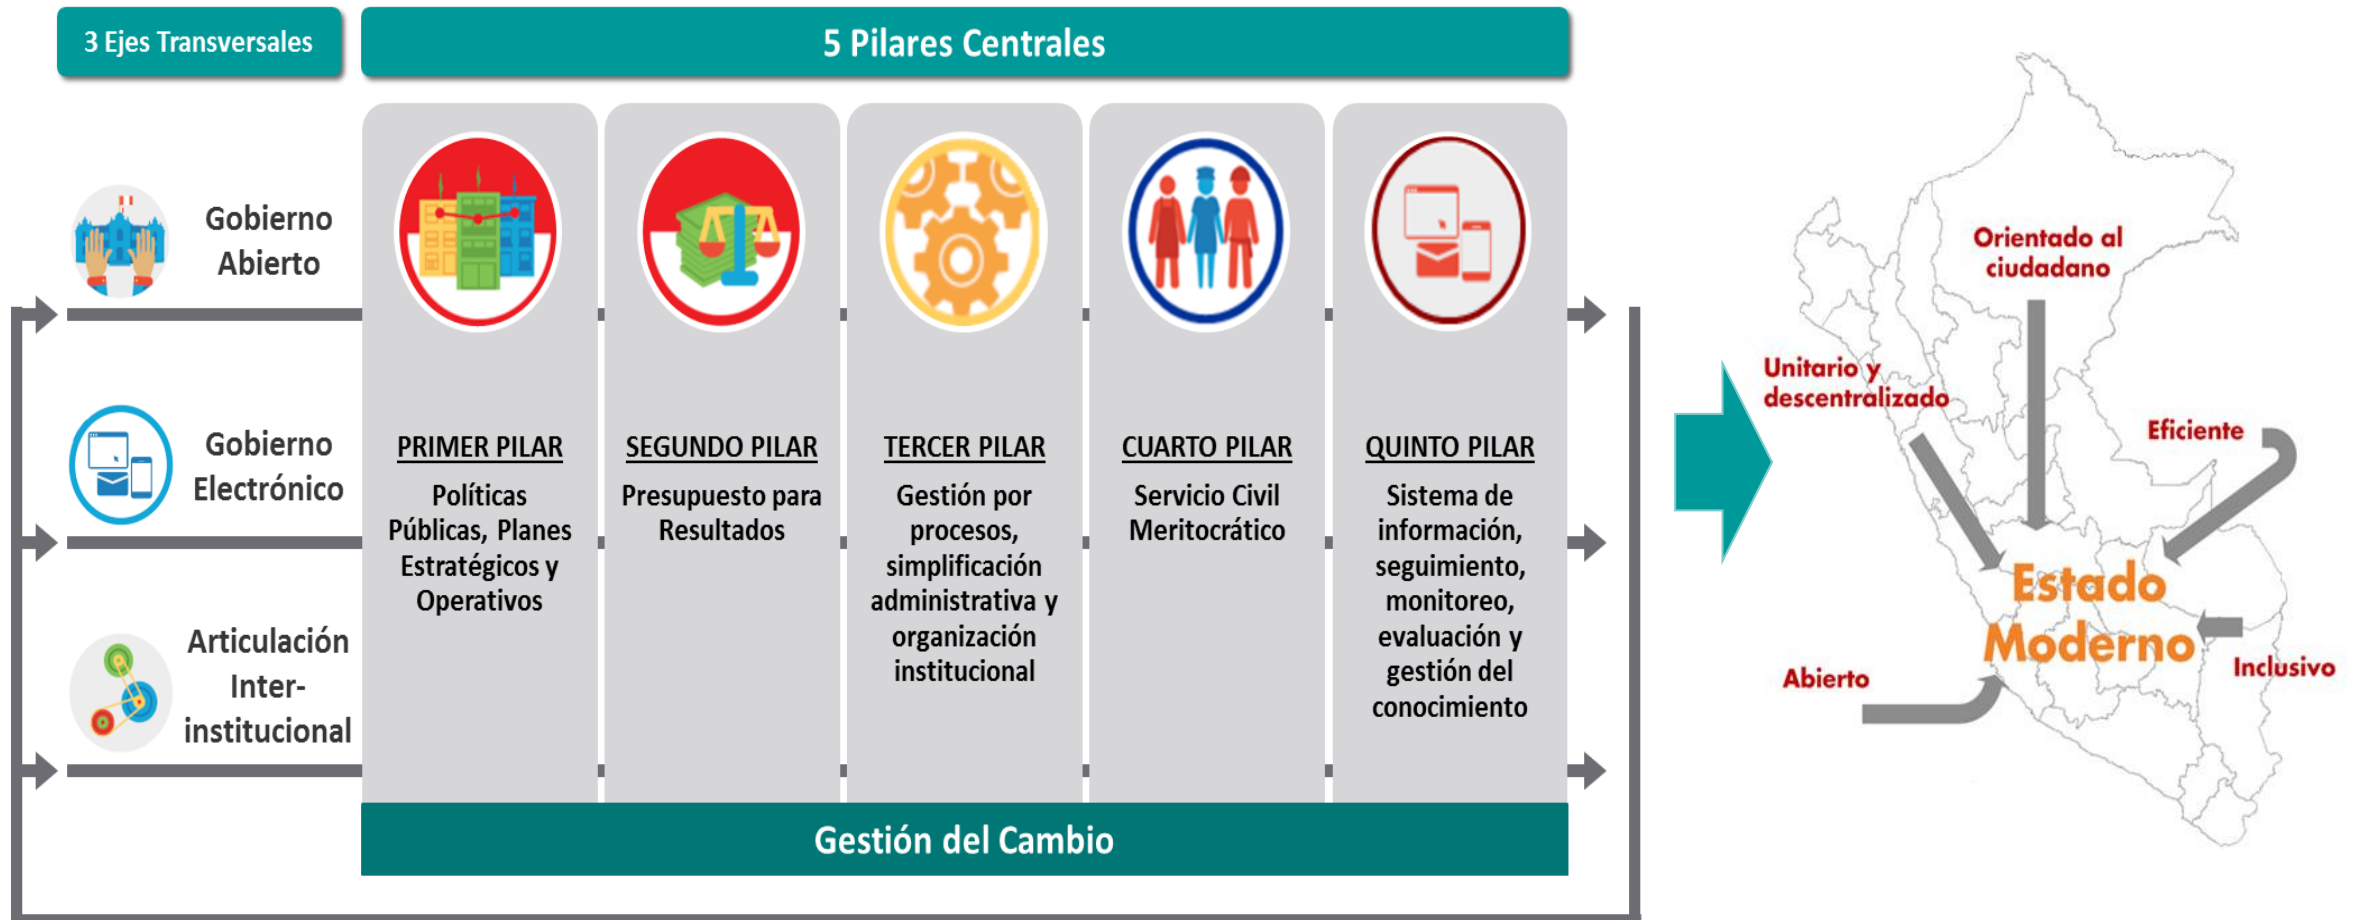 3 Ejes Transversales
5 Pilares Centrales
Gobierno
Abierto
Gobierno
Electrónico
Articulación
Inter-
institucional
PRIMER PILAR
Políticas
Públicas, Planes
Estratégicos y
Operativos
SEGUNDO PILAR
Presupuesto para
Resultados
TERCER PILAR
Gestión por
procesos,
simplificación
administrativa y
organización
institucional
CUARTO PILAR
Servicio Civil
Meritocrático
QUINTO PILAR
Sistema de
información,
seguimiento,
monitoreo,
evaluación y
gestión del
conocimiento
Gestión del Cambio
Orientado al
ciudadano
Unitario y
descentralizado
Eficiente
Estado
Moderno
Inclusivo
Abierto